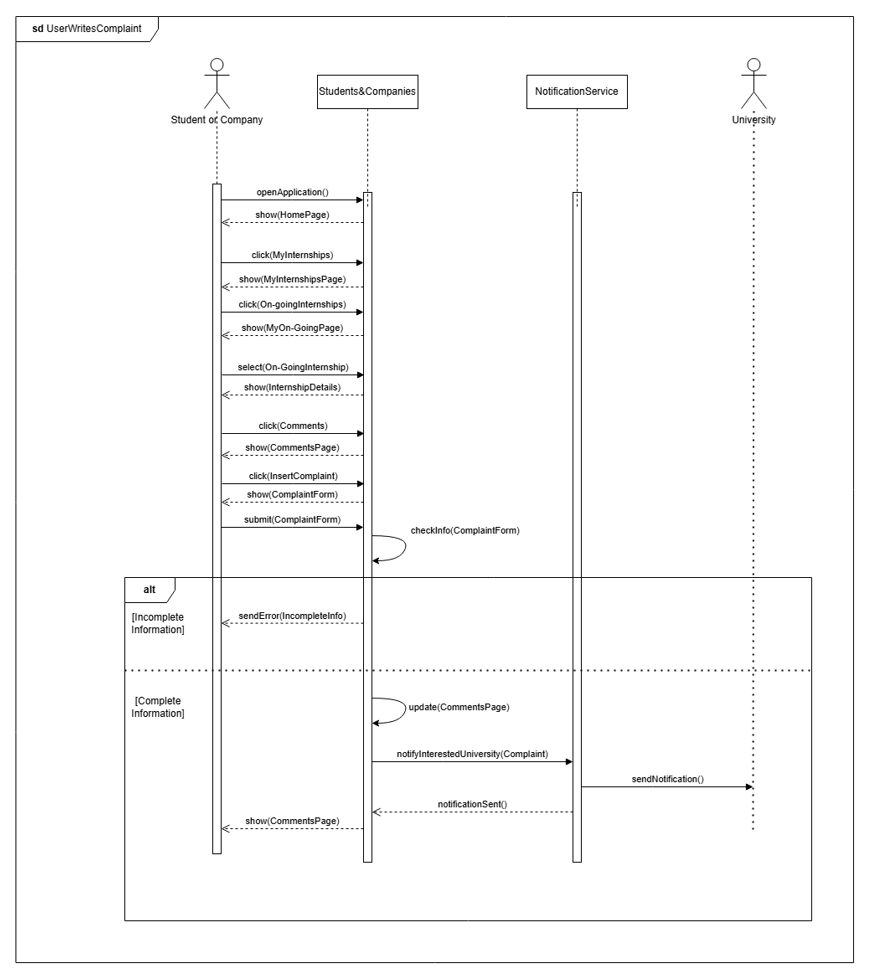 sd UserWritesComplaint
Student or Company
Students&Companies
NotificationService
University
openApplication()
show(HomePage)
click(MyInternships)
show(MyInternshipsPage)
click(On-goingInternships)
show(MyOn-GoingPage)
select(On-GoingInternship)
show(InternshipDetails)
click(Comments)
show(CommentsPage)
click(InsertComplaint)
show(ComplaintForm)
submit(ComplaintForm)
checkInfo(ComplaintForm)
alt
[Incomplete
Information]
sendError(IncompleteInfo)
[Complete
Information]
update(CommentsPage)
notifyInterestedUniversity(Complaint)
sendNotification()
notificationSent()
show(CommentsPage)